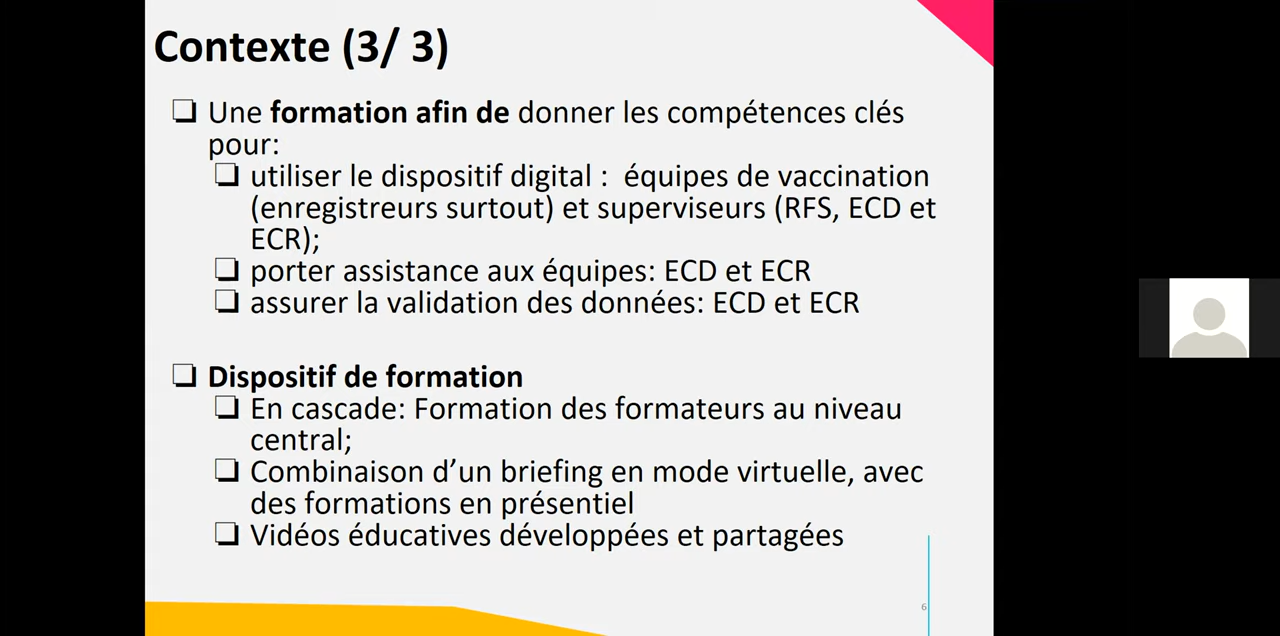 Contexte (3/ 3)
❑ Une formation afin de donner les compétences clés
pour:
❑ utiliser le dispositif digital : équipes de vaccination
(enregistreurs surtout) et superviseurs (RFS, ECD et
ECR);
❑ porter assistance aux équipes: ECD et ECR
❑ assurer la validation des données: ECD et ECR
❑ Dispositif de formation
❑ En cascade: Formation des formateurs au niveau
central;
❑ Combinaison d’un briefing en mode virtuelle, avec
des formations en présentiel
❑ Vidéos éducatives développées et partagées
6